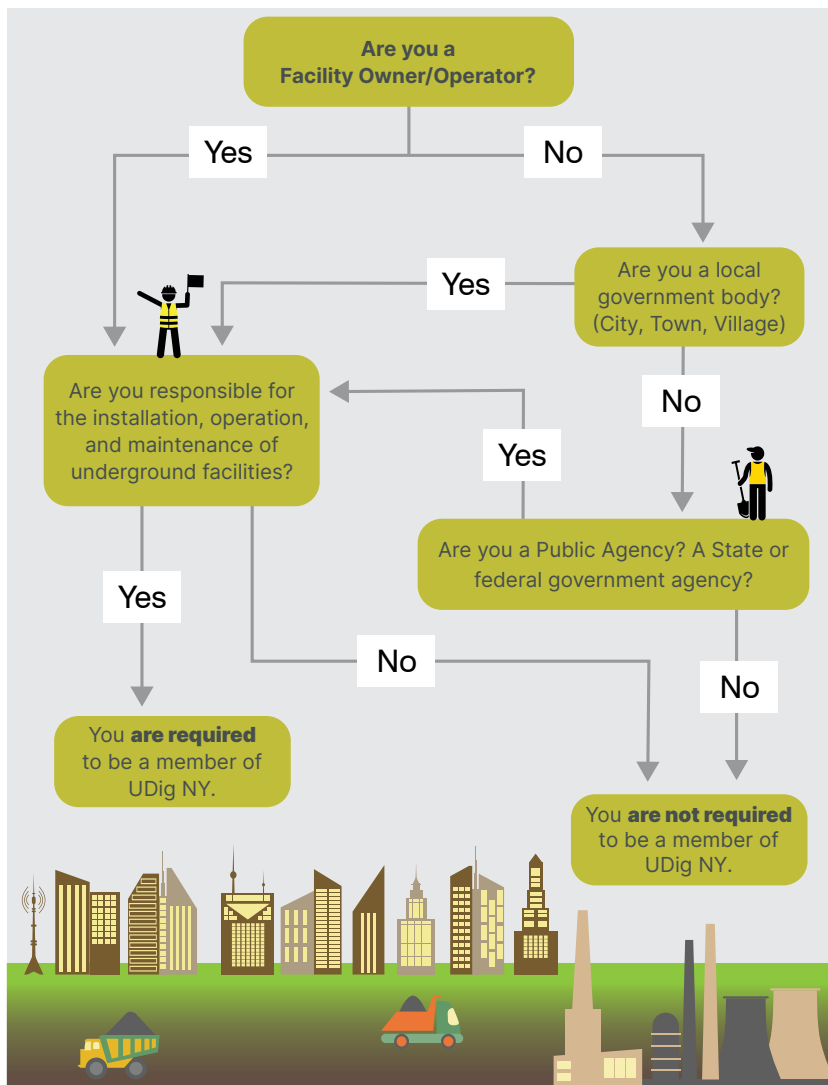 Are you a
Facility Owner/Operator?
Yes
No
Are you a local
government body?
(City, Town, Village)
Yes
Are you responsible for
the installation, operation,
and maintenance of
underground facilities?
No
Yes
Are you a Public Agency? A State or
federal government agency?
Yes
No
No
You are required
to be a member of
UDig NY.
You are not required
to be a member of
UDig NY.